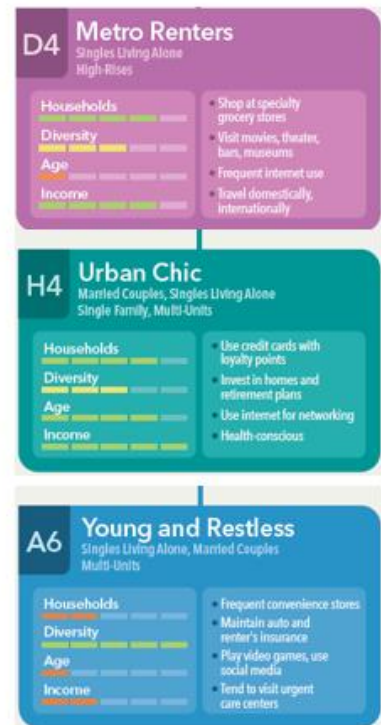 D4
Metro Renters
Singles Living Alone
High-Rises
Households
Diversity
Age
Income
• Shop at specialty
grocery stores
• Visit movies, theater,
bars, museums
• Frequent internet use
• Travel domestically,
internationally
H4
Urban Chic
Married Couples, Singles Living Alone
Single Family, Multi-Units
Households
Diversity
Age
Income
• Use credit cards with
loyalty points
• Invest in homes and
retirement plans
• Use internet for networking
• Health-conscious
A6
Young and Restless
Singles Living Alone, Married Couples
Multi-Units
Households
Diversity
Age
Income
• Frequent convenience stores
• Maintain auto and
renter's insurance
• Play video games, use
social media
• Tend to visit urgent
care centers